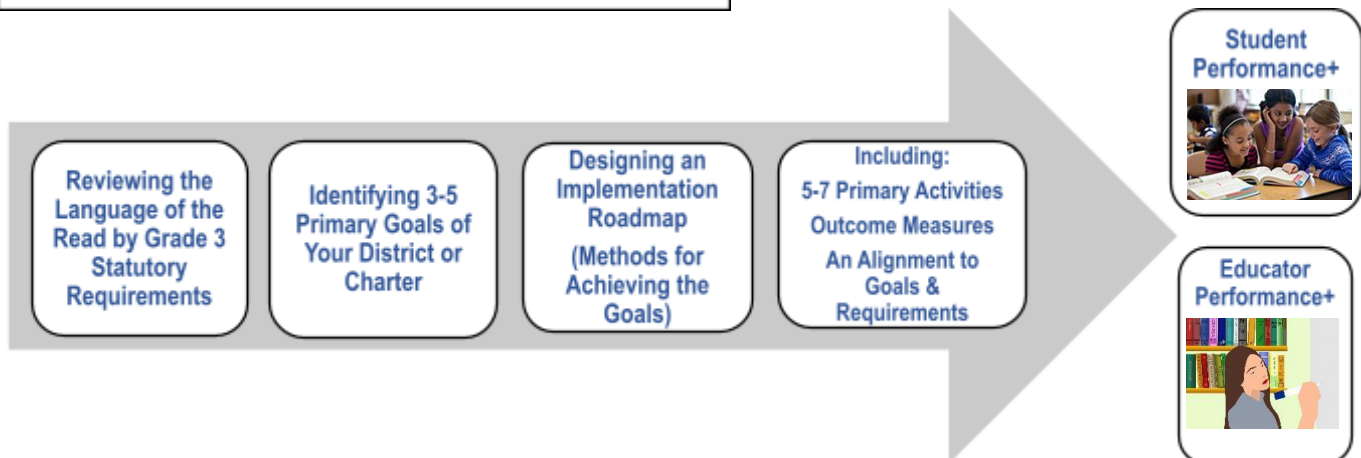 Reviewing the
Language of the
Read by Grade 3
Statutory
Requirements
Identifying 3-5
Primary Goals of
Your District or
Charter
Designing an
Implementation
Roadmap
(Methods for
Achieving the
Goals)
Including:
5-7 Primary Activities
Outcome Measures
An Alignment to
Goals &
Requirements
Student
Performance+
Educator
Performance+